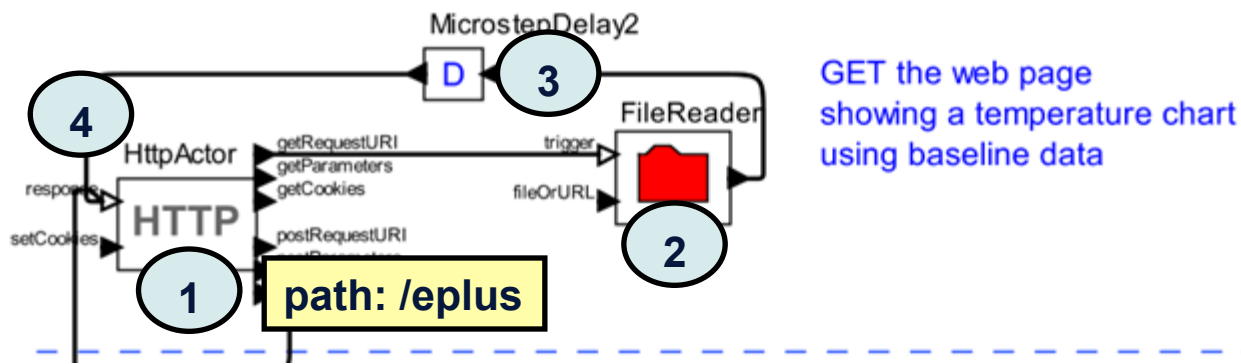 MicrostepDelay2
D
3
GET the web page
showing a temperature chart
using baseline data
4
FileReader
HttpActor
getRequestURI
trigger
getParameters
response
getCookies
fileOrURL
HTTP
setCookies
postRequestURI
2
1
path: /eplus